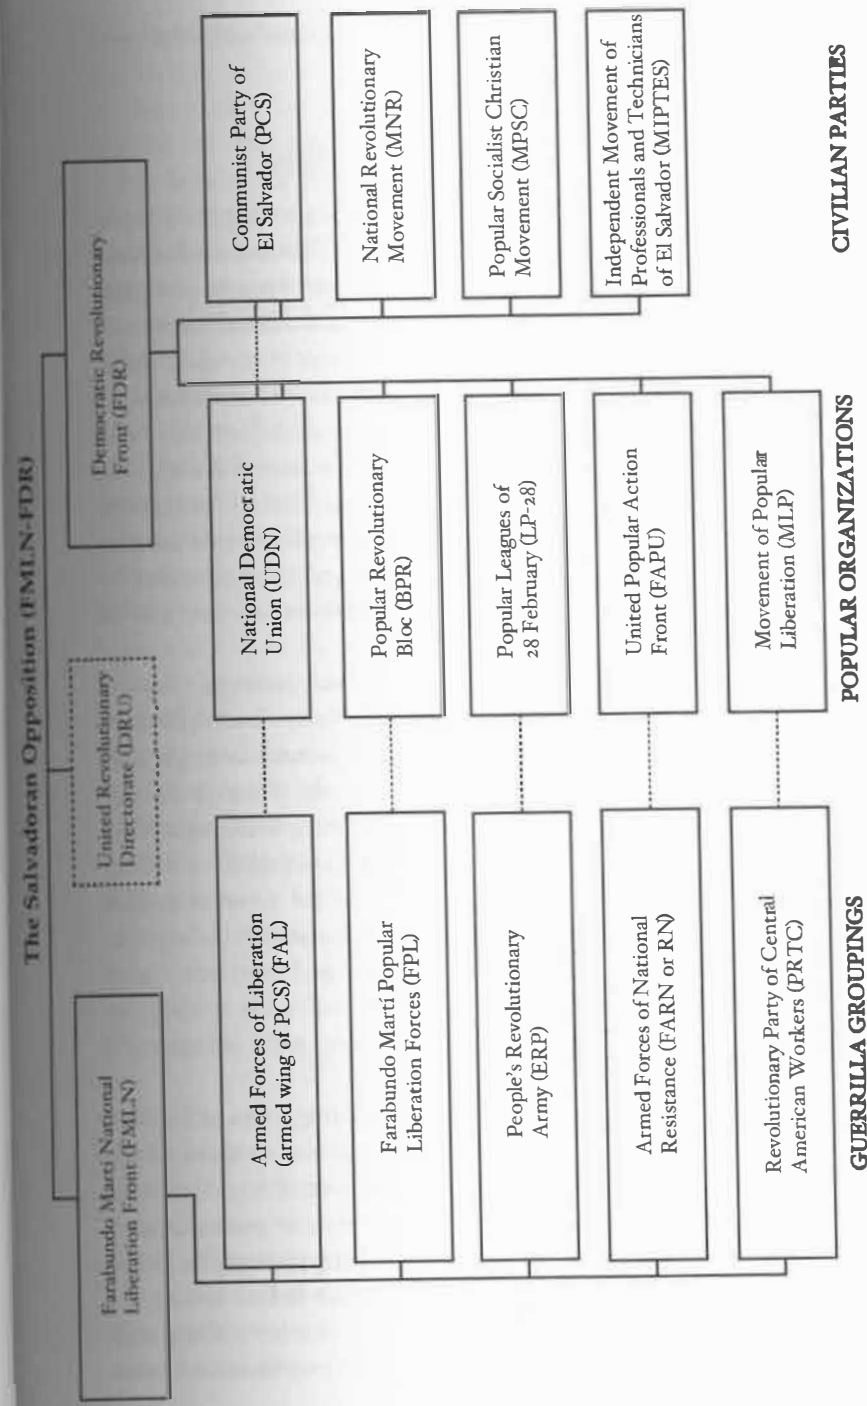 The Salvadoran Opposition (FMLN-FDR)
Farabundo Martí National
Liberation Front (FMLN)
United Revolutionary
Directorate (DRU)
Democratic Revolutionary
Front (FDR)
Armed Forces of Liberation
(armed wing of PCS) (FAL)
Farabundo Martí Popular
Liberation Forces (FPL)
People's Revolutionary
Army (ERP)
Armed Forces of National
Resistance (FARN or RN)
Revolutionary Party of Central
American Workers (PRTC)
GUERRILLA GROUPINGS
National Democratic
Union (UDN)
Popular Revolutionary
Bloc (BPR)
Popular Leagues of
28 February (LP-28)
United Popular Action
Front (FAPU)
Movement of Popular
Liberation (MLP)
POPULAR ORGANIZATIONS
Communist Party of
El Salvador (PCS)
National Revolutionary
Movement (MNR)
Popular Socialist Christian
Movement (MPSC)
Independent Movement of
Professionals and Technicians
of El Salvador (MIPTES)
CIVILIAN PARTIES